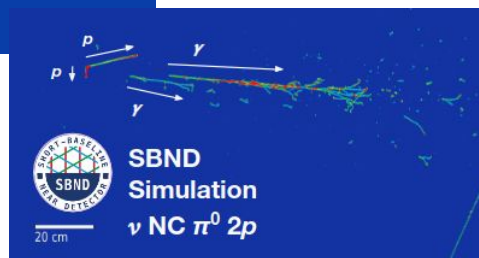 p
γ
p
γ
SHORT-BASELINE
SBND
NEAR DETECTOR
SBND
Simulation
ν NC π⁰ 2p
20 cm